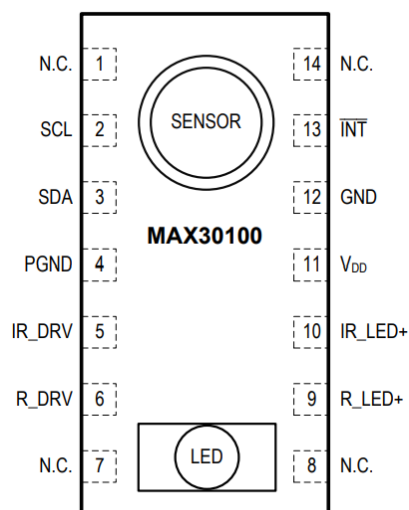 N.C. 1 14 N.C.
SENSOR
SCL 2 13 I̅N̅T̅
SDA 3 12 GND
MAX30100
PGND 4 11 VDD
IR_DRV 5 10 IR_LED+
R_DRV 6 9 R_LED+
LED
N.C. 7 8 N.C.